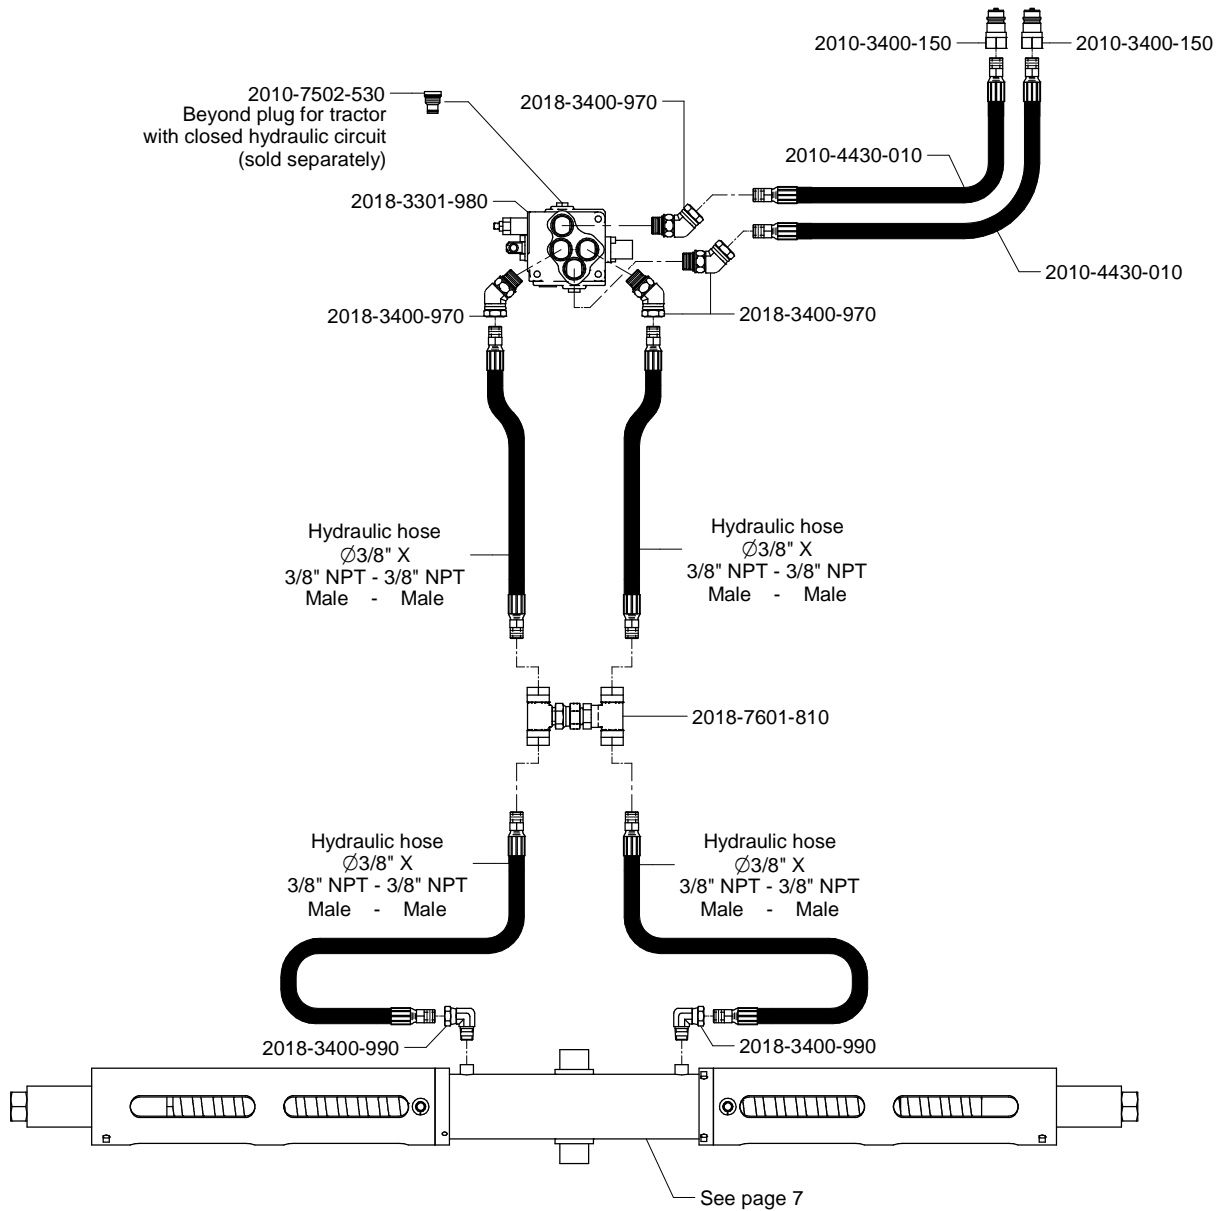 2010-3400-150
2010-3400-150
2010-7502-530
Beyond plug for tractor
with closed hydraulic circuit
(sold separately)
2018-3400-970
2010-4430-010
2018-3301-980
2010-4430-010
2018-3400-970
2018-3400-970
Hydraulic hose
Ø3/8" X
3/8" NPT - 3/8" NPT
Male - Male
Hydraulic hose
Ø3/8" X
3/8" NPT - 3/8" NPT
Male - Male
2018-7601-810
Hydraulic hose
Ø3/8" X
3/8" NPT - 3/8" NPT
Male - Male
Hydraulic hose
Ø3/8" X
3/8" NPT - 3/8" NPT
Male - Male
2018-3400-990
2018-3400-990
See page 7